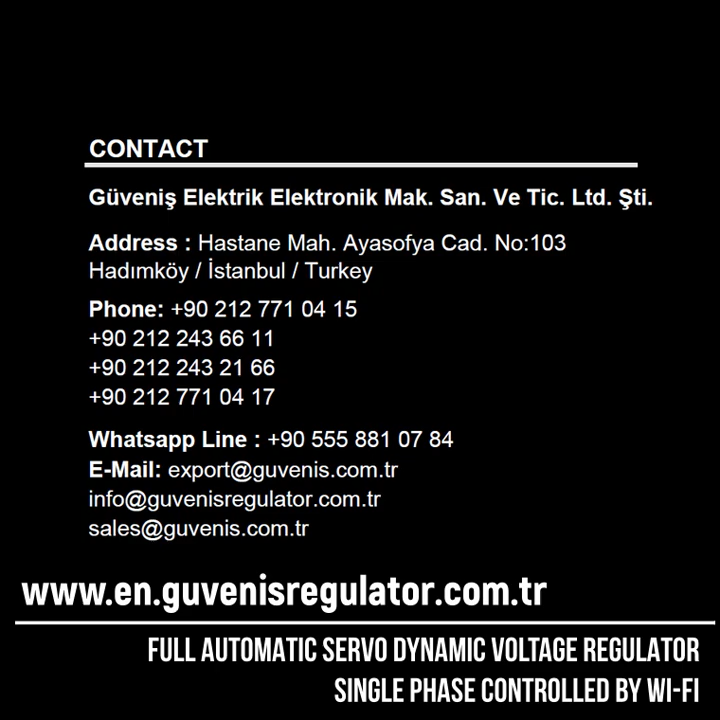 CONTACT
Güveniş Elektrik Elektronik Mak. San. Ve Tic. Ltd. Şti.
Address : Hastane Mah. Ayasofya Cad. No:103
Hadımköy / İstanbul / Turkey
Phone: +90 212 771 04 15
+90 212 243 66 11
+90 212 243 21 66
+90 212 771 04 17
Whatsapp Line : +90 555 881 07 84
E-Mail: export@guvenis.com.tr
info@guvenisregulator.com.tr
sales@guvenis.com.tr
www.en.guvenisregulator.com.tr
FULL AUTOMATIC SERVO DYNAMIC VOLTAGE REGULATOR
SINGLE PHASE CONTROLLED BY WI-FI